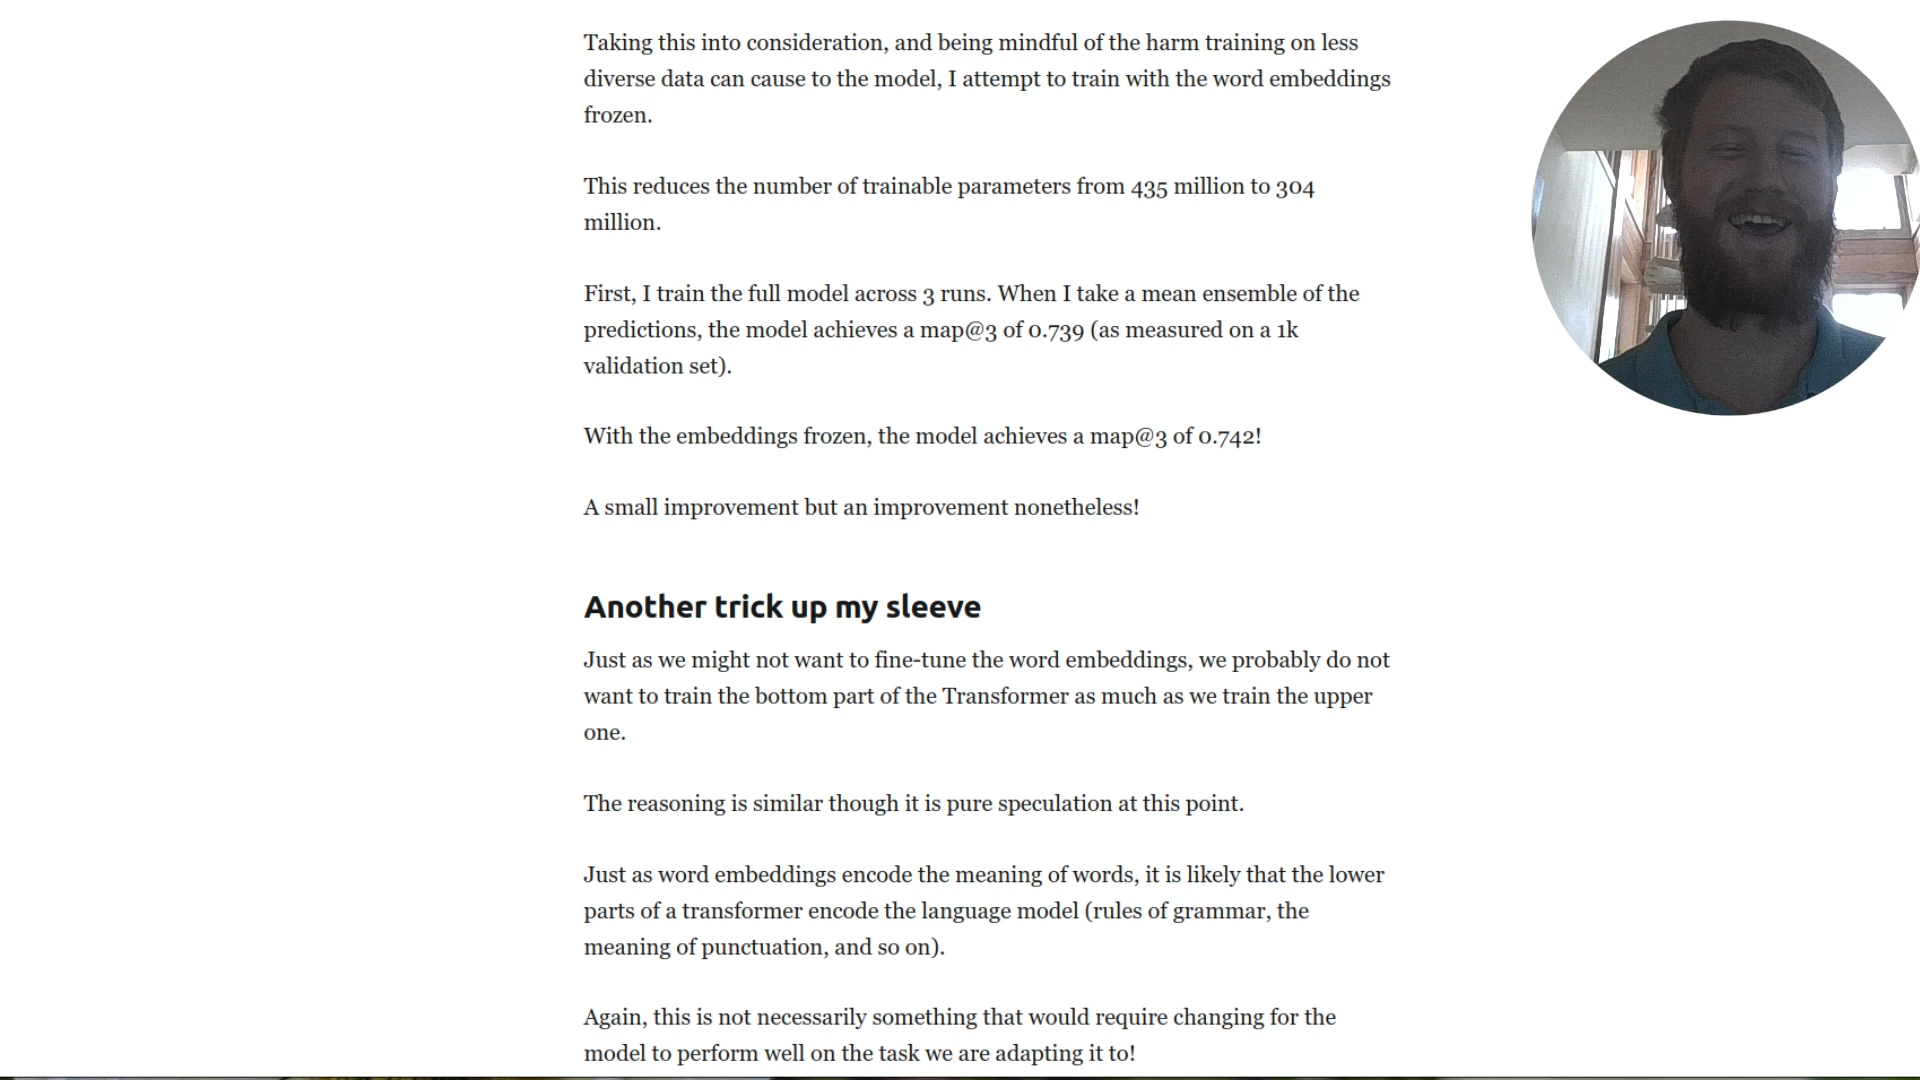 Taking this into consideration, and being mindful of the harm training on less
diverse data can cause to the model, I attempt to train with the word embeddings
frozen.
This reduces the number of trainable parameters from 435 million to 304
million.
First, I train the full model across 3 runs. When I take a mean ensemble of the
predictions, the model achieves a map@3 of 0.739 (as measured on a 1k
validation set).
With the embeddings frozen, the model achieves a map@3 of 0.742!
A small improvement but an improvement nonetheless!
Another trick up my sleeve
Just as we might not want to fine-tune the word embeddings, we probably do not
want to train the bottom part of the Transformer as much as we train the upper
one.
The reasoning is similar though it is pure speculation at this point.
Just as word embeddings encode the meaning of words, it is likely that the lower
parts of a transformer encode the language model (rules of grammar, the
meaning of punctuation, and so on).
Again, this is not necessarily something that would require changing for the
model to perform well on the task we are adapting it to!